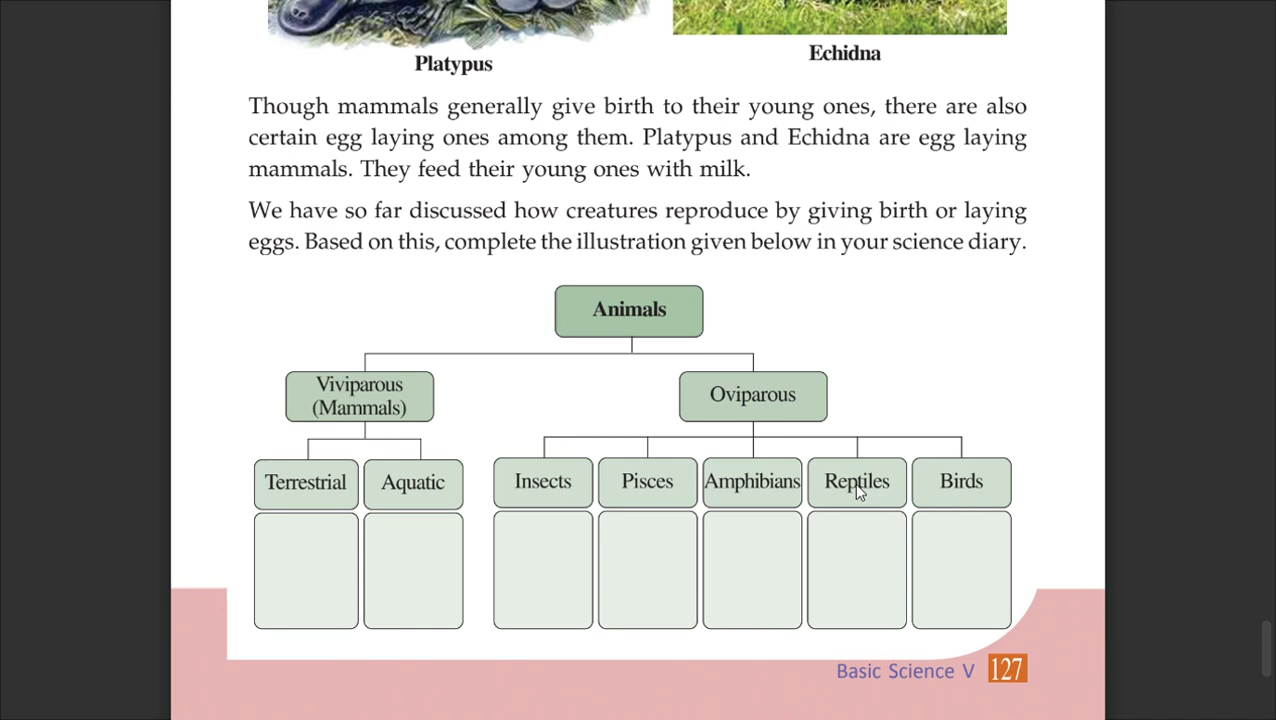 Platypus
Echidna
Though mammals generally give birth to their young ones, there are also
certain egg laying ones among them. Platypus and Echidna are egg laying
mammals. They feed their young ones with milk.
We have so far discussed how creatures reproduce by giving birth or laying
eggs. Based on this, complete the illustration given below in your science diary.
Animals
Viviparous
(Mammals)
Oviparous
Terrestrial
Aquatic
Insects
Pisces
Amphibians
Reptiles
Birds
Basic Science V
127